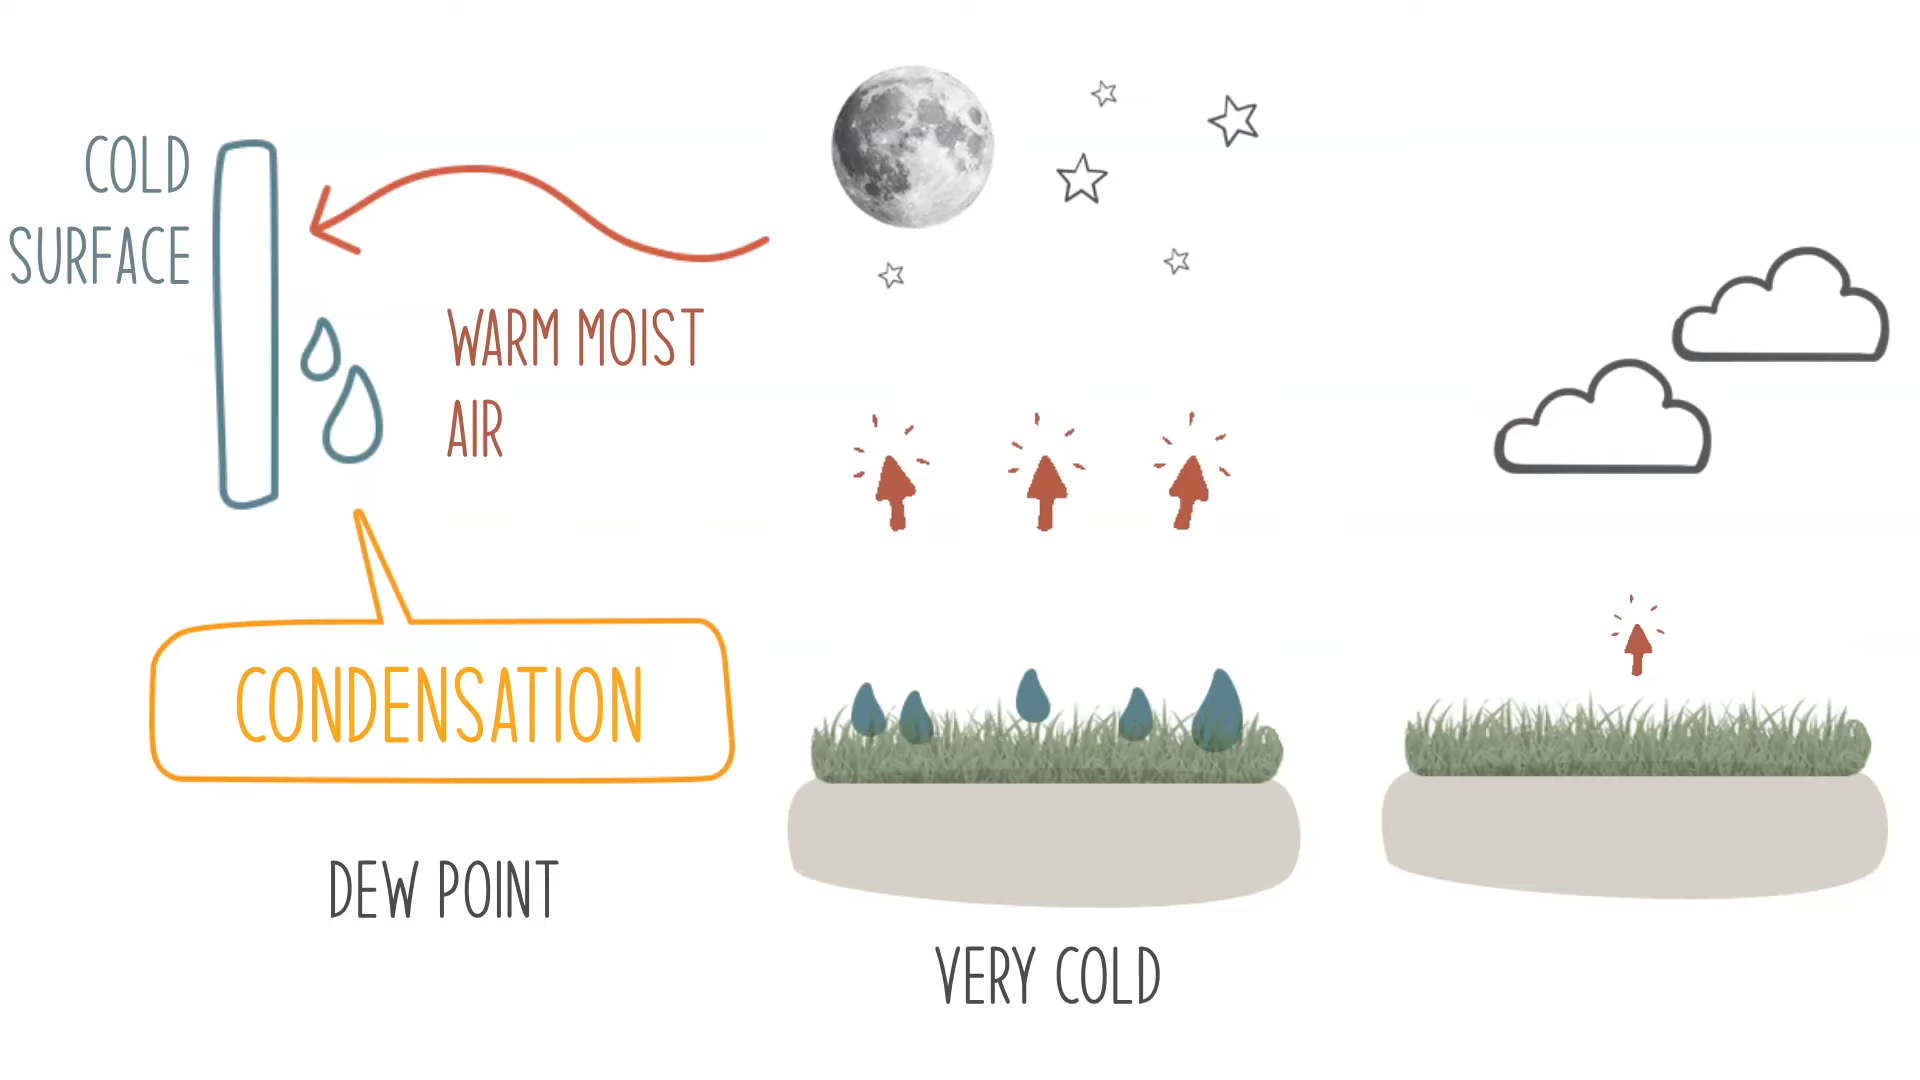 COLD
SURFACE
WARM MOIST
AIR
CONDENSATION
DEW POINT
VERY COLD